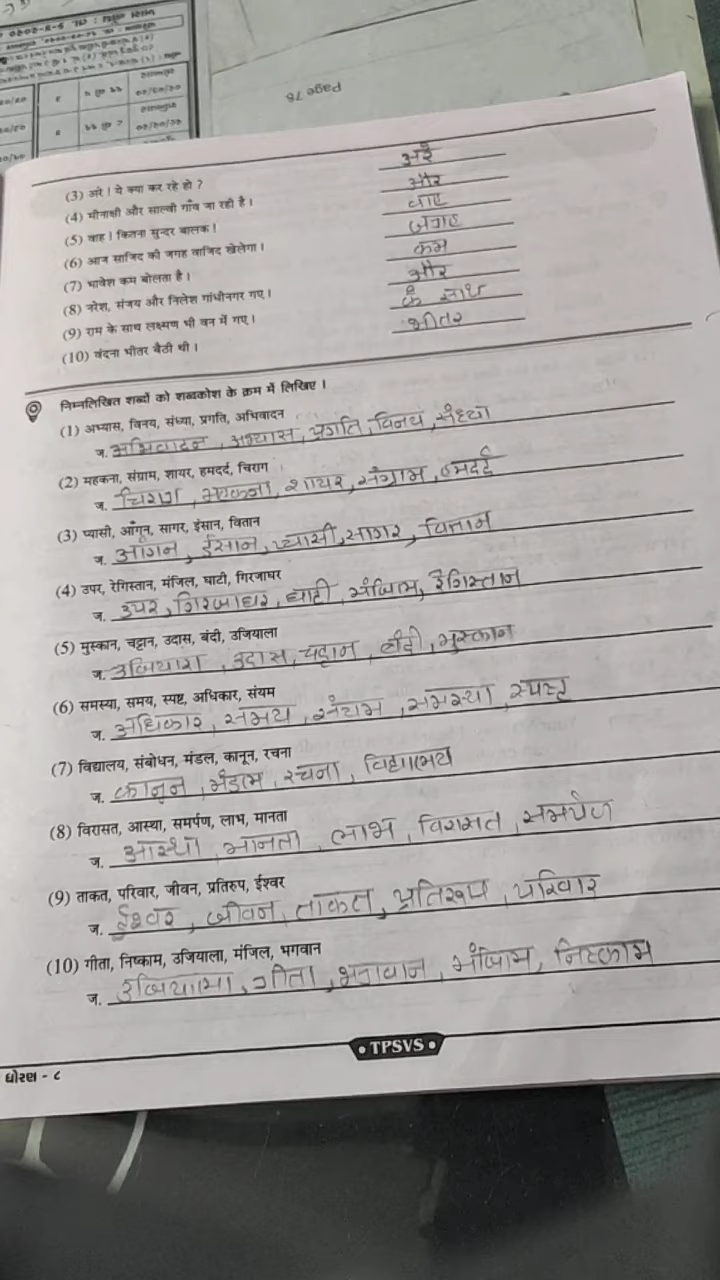 Page 78
(3) अरे ! ये क्या कर रहे हो ? अरे
(4) मीनाक्षी और साल्वी गाँव जा रही है । और
(5) वाह ! कितना सुन्दर बालक ! वाह
(6) आज साजिद की जगह वाजिद खेलेगा । जगह
(7) भावेश कम बोलता है । कम
(8) नरेश, संजय और निलेश गांधीनगर गए । और
(9) राम के साथ लक्ष्मण भी वन में गए । के साथ
(10) वंदना भीतर बैठी थी । भीतर
निम्नलिखित शब्दों को शब्दकोश के क्रम में लिखिए ।
(1) अभ्यास, विनय, संध्या, प्रगति, अभिवादन
ज. अभिवादन, अभ्यास, प्रगति, विनय, संध्या
(2) महकना, संग्राम, शायर, हमदर्द, चिराग
ज. चिराग, महकना, शायर, संग्राम, हमदर्द
(3) प्यासी, आँगन, सागर, इंसान, वितान
ज. आंगन, ईसान, प्यासी, सागर, वितान
(4) उपर, रेगिस्तान, मंजिल, घाटी, गिरजाघर
ज. उपर, गिरजाघर, घाटी, मंजिल, रेगिस्तान
(5) मुस्कान, चट्टान, उदास, बंदी, उजियाला
ज. उजियारा, उदास, चट्टान, बंदी, मुस्कान
(6) समस्या, समय, स्पष्ट, अधिकार, संयम
ज. अधिकार, समय, संयम, समस्या, स्पष्ट
(7) विद्यालय, संबोधन, मंडल, कानून, रचना
ज. कानून, मंडल, रचना, विद्यालय
(8) विरासत, आस्था, समर्पण, लाभ, मानता
ज. आस्था, मानता, लाभ, विरासत, समर्पण
(9) ताकत, परिवार, जीवन, प्रतिरुप, ईश्वर
ज. ईश्वर, जीवन, ताकत, प्रतिरूप, परिवार
(10) गीता, निष्काम, उजियाला, मंजिल, भगवान
ज. उजियाला, गीता, भगवान, मंजिल, निष्काम
• TPSVS •
ધોરણ - ૮